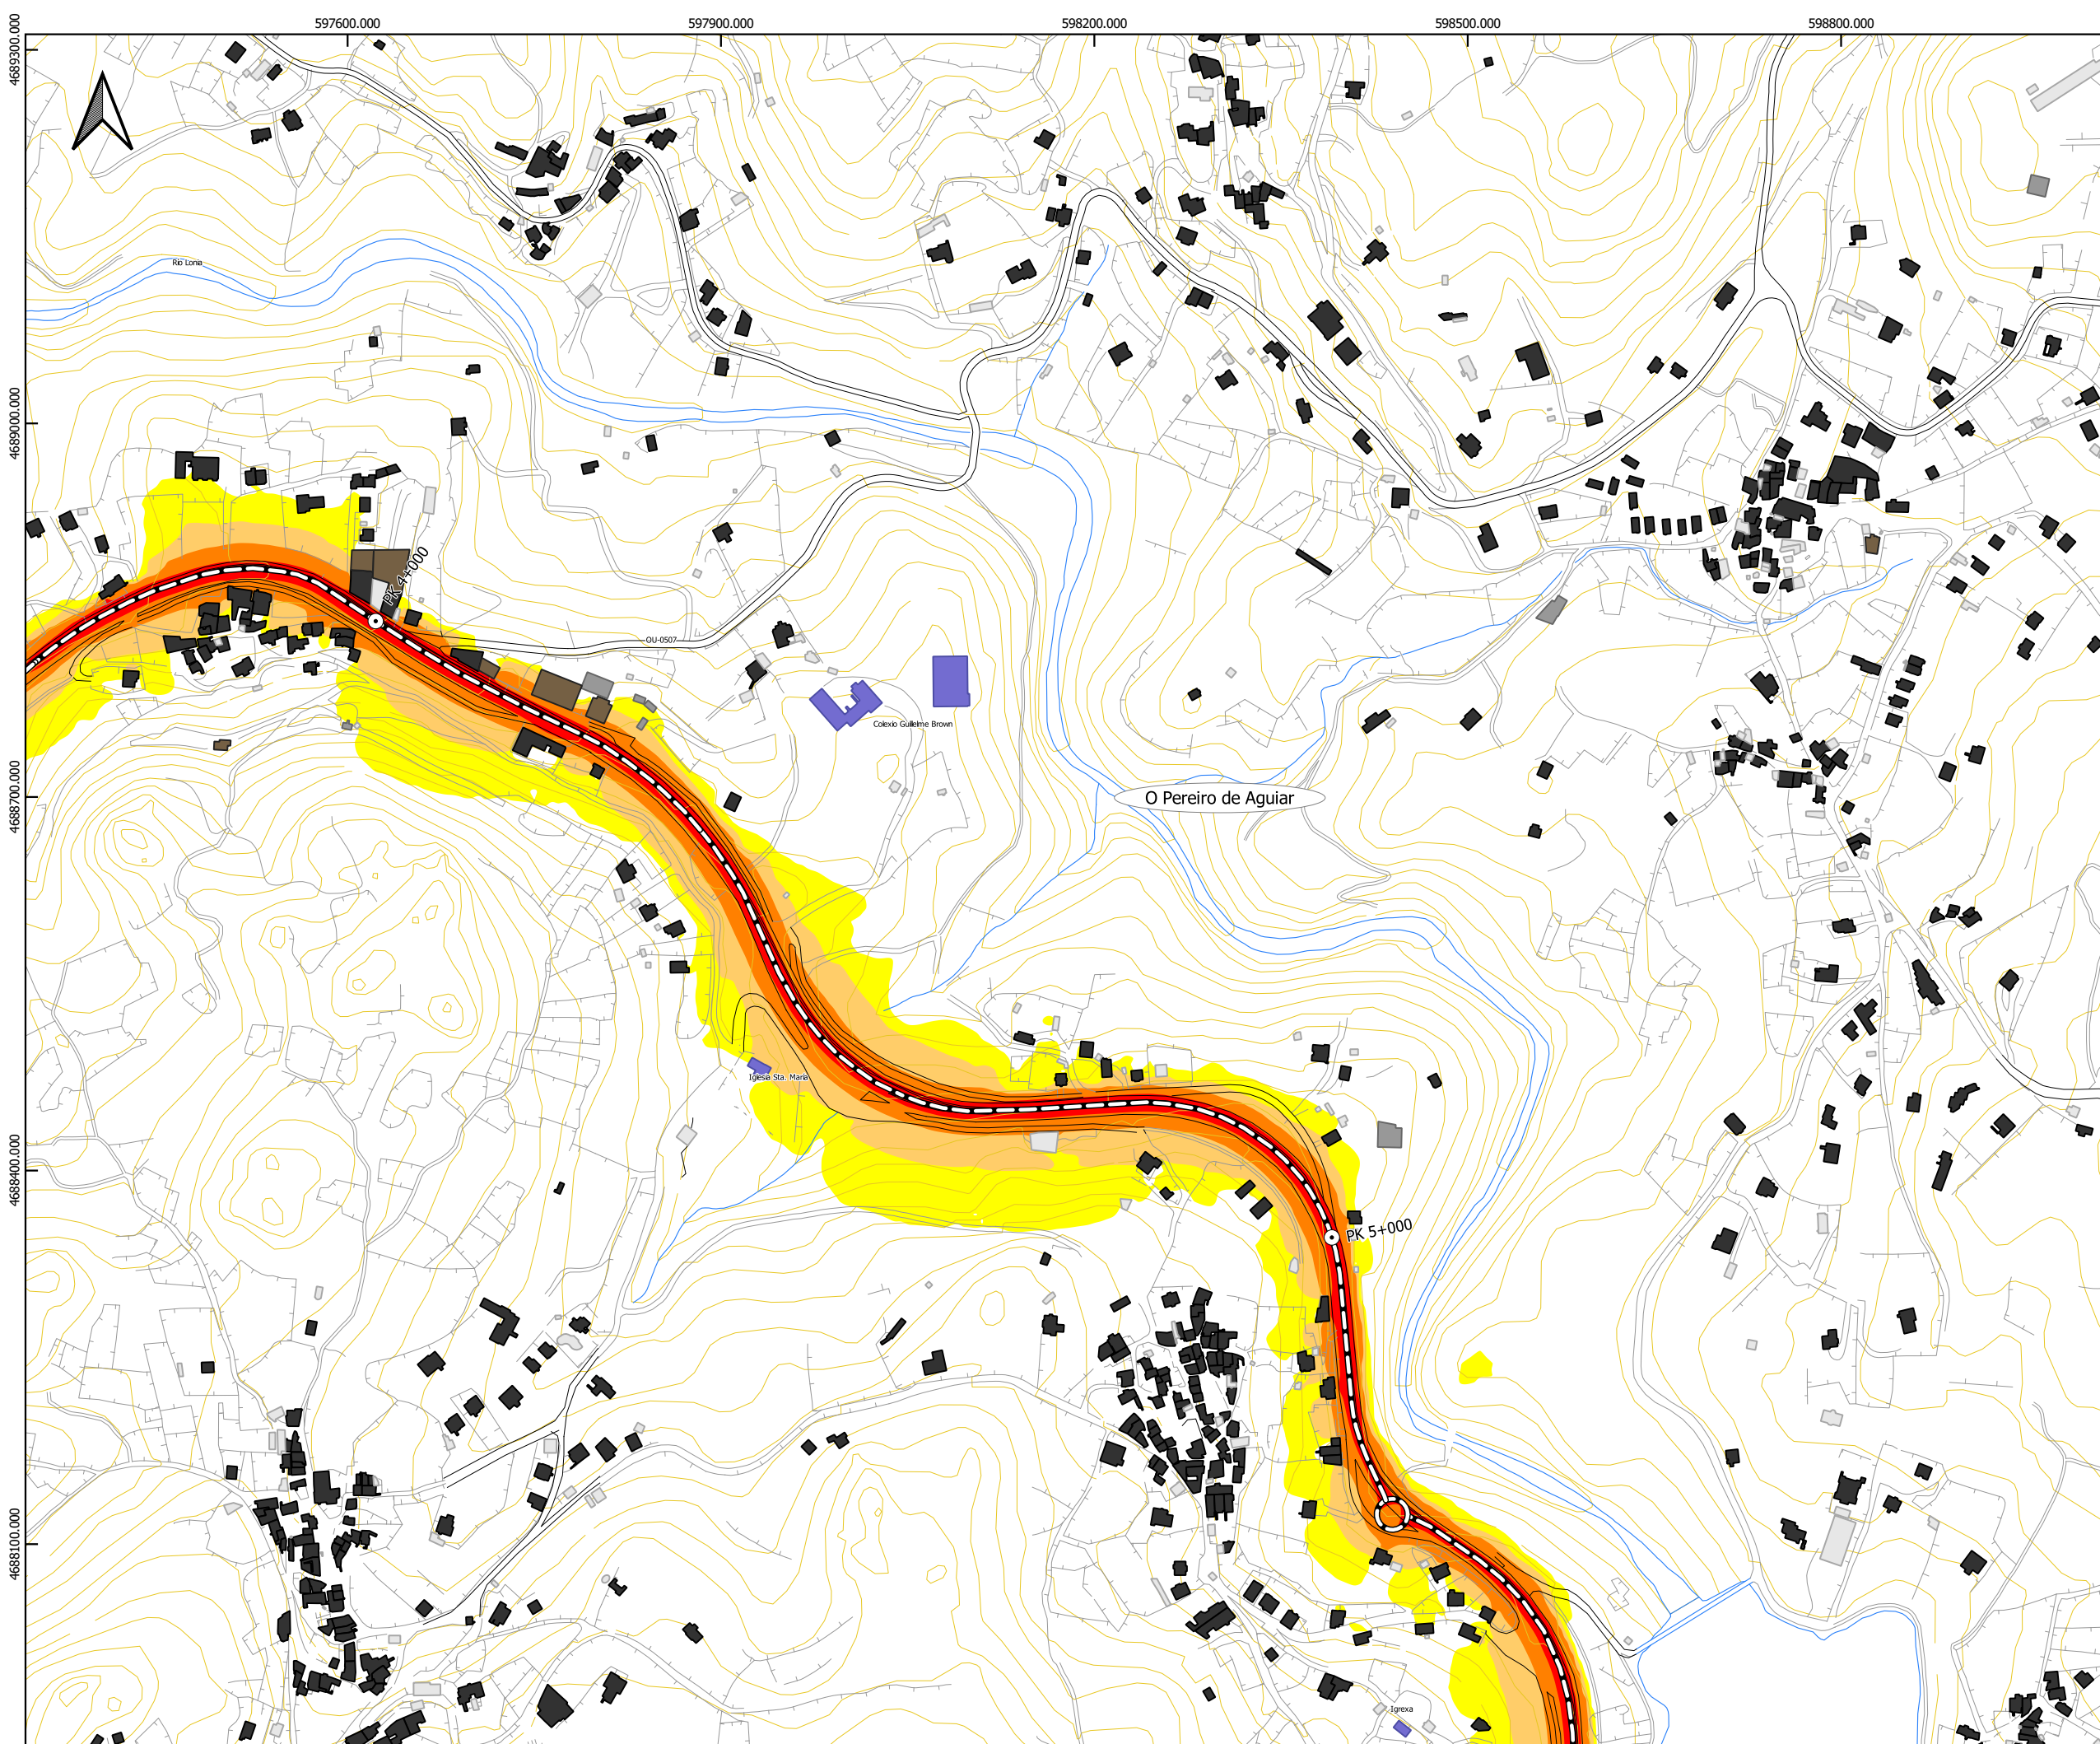 597600.000
597900.000
598200.000
598500.000
598800.000
4689300.000
Rio Lonia
4689000.000
PK 4+000
OU-0507
Colexio Guillelme Brown
4688700.000
O Pereiro de Aguiar
Iglesia Sta. Maria
4688400.000
PK 5+000
4688100.000
Igrexa